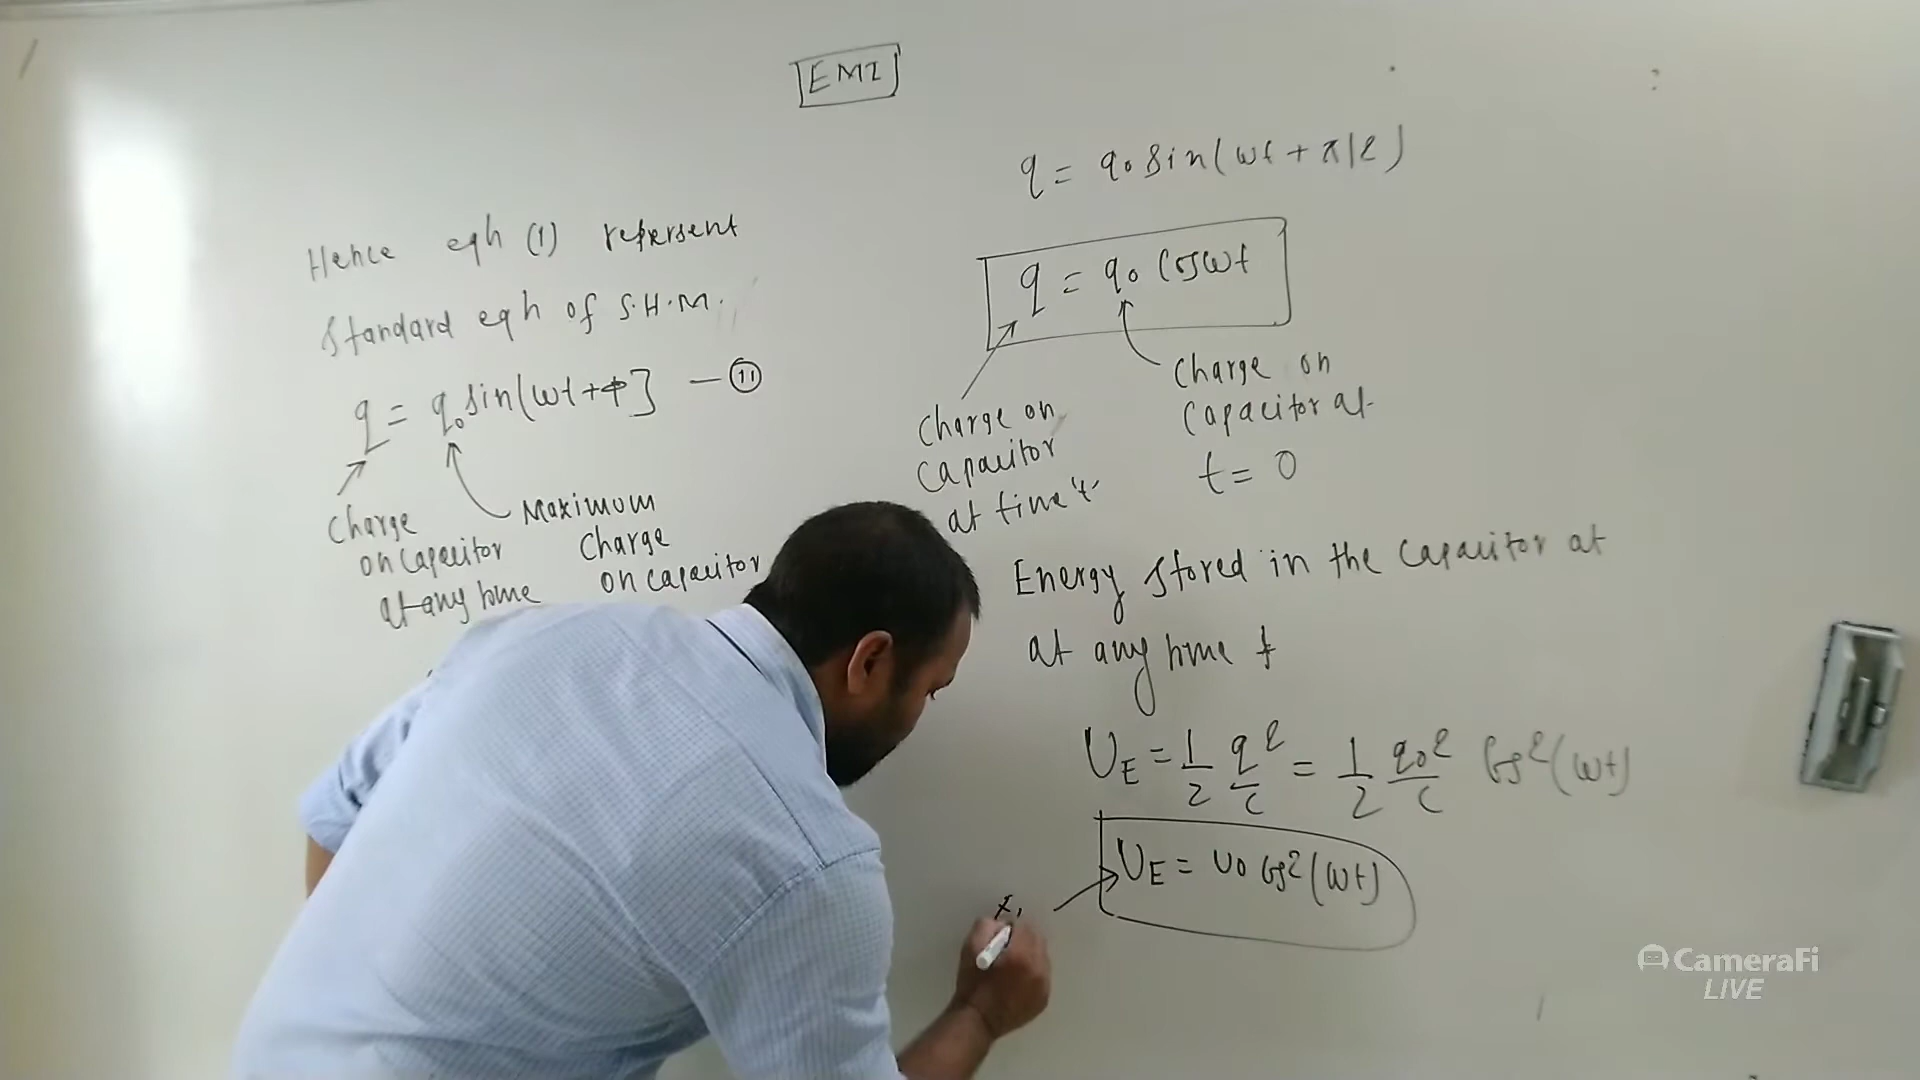 EMI
Hence eqn (1) repersent
Standard eqn of S.H.M.
q = q₀ sin(ωt+ϕ] — (11)
Charge
on capacitor
at any time
Maximum
Charge
on capacitor
q = q₀ sin(ωt + π/2)
q = q₀ cosωt
Charge on
Capacitor
at time 't'
Charge on
Capacitor at
t = 0
Energy stored in the capacitor at
at any time t
U_E = 1/2 q²/C = 1/2 q₀²/C cos²(ωt)
U_E = U₀ cos²(ωt)
CameraFi
LIVE